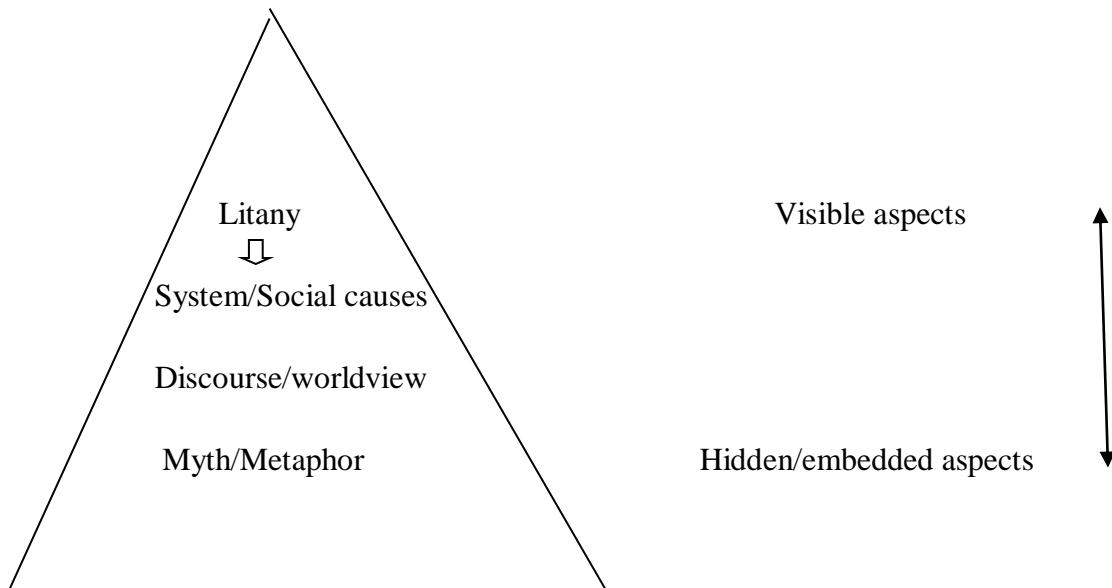 Litany
Visible aspects
System/Social causes
Discourse/worldview
Myth/Metaphor
Hidden/embedded aspects